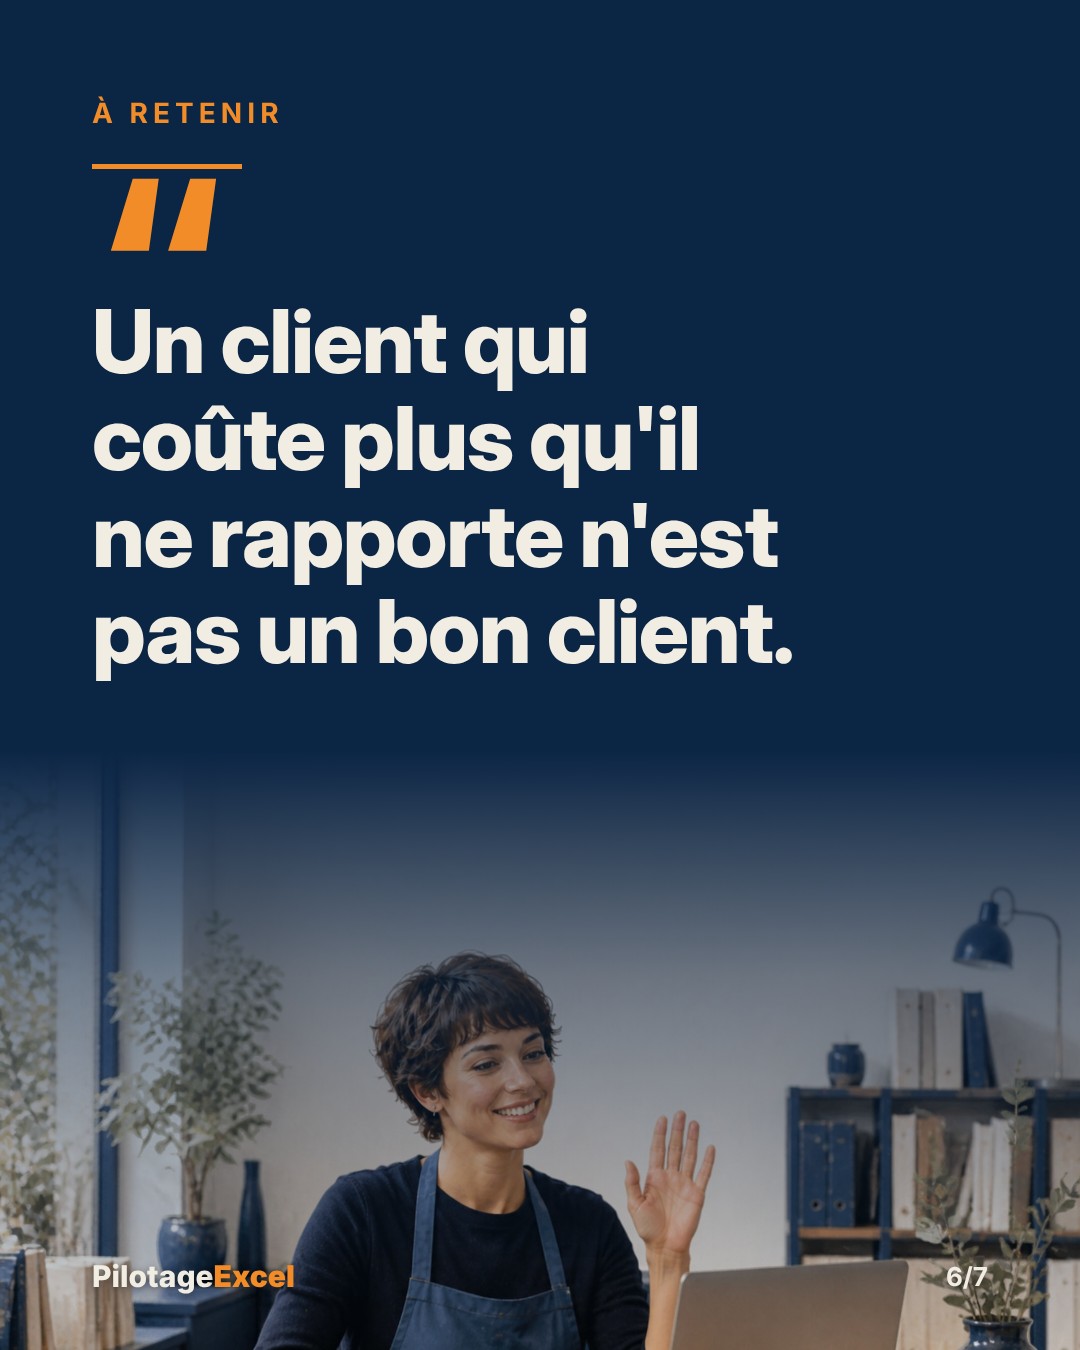 À RETENIR
"
Un client qui
coûte plus qu'il
ne rapporte n'est
pas un bon client.
PilotageExcel
6/7